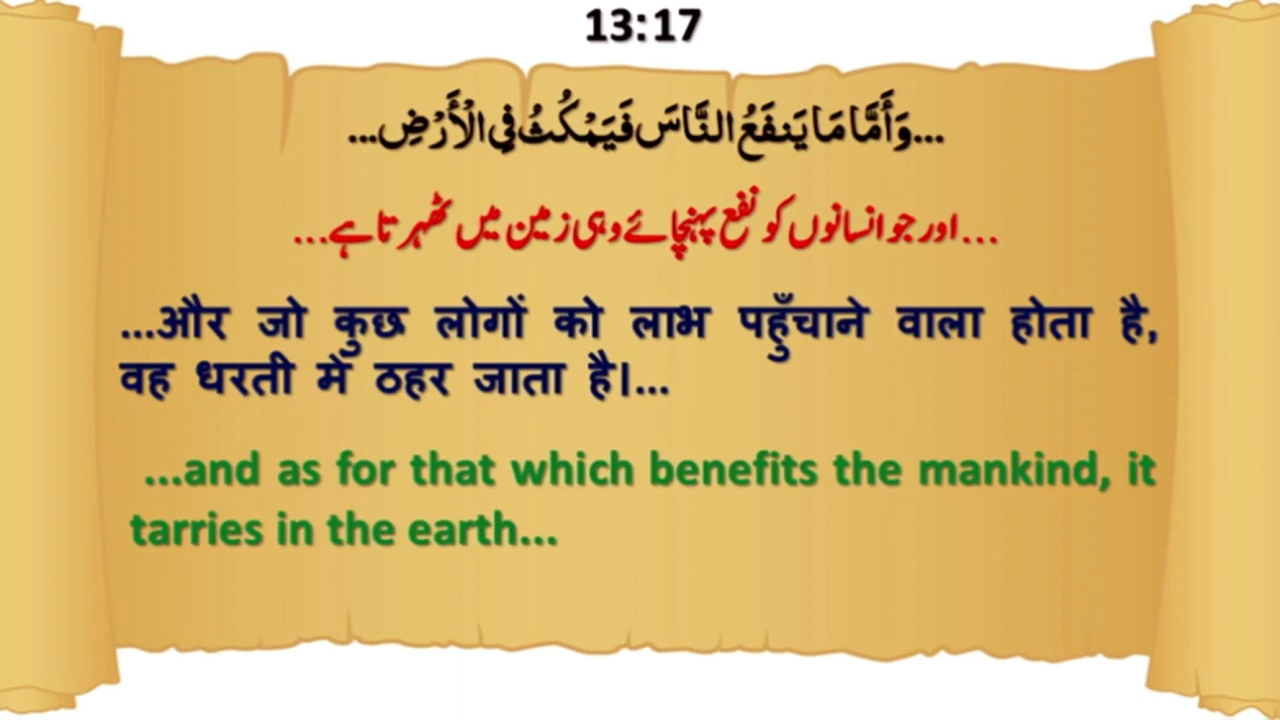 13:17
...وَأَمَّا مَا يَنفَعُ النَّاسَ فَيَمْكُثُ فِي الْأَرْضِ...
...اور جو انسانوں کو نفع پہنچائے وہی زمین میں ٹھہرتا ہے...
...और जो कुछ लोगों को लाभ पहुँचाने वाला होता है,
वह धरती में ठहर जाता है।...
...and as for that which benefits the mankind, it
tarries in the earth...